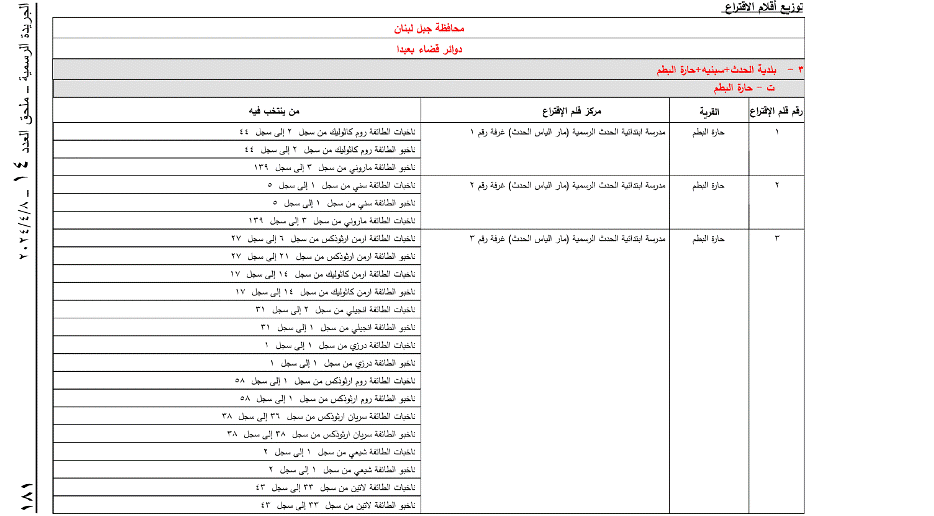 توزيع أقلام الاقتراع
محافظة جبل لبنان
دوائر قضاء بعبدا
٣ - بلدية الحدث+سبنيه+حارة البطم
ت - حارة البطم
رقم قلم الإقتراع القرية مركز قلم الإقتراع من ينتخب فيه
١ حارة البطم مدرسة ابتدائية الحدث الرسمية (مار الياس الحدث) غرفة رقم ١ ناخبات الطائفة روم كاثوليك من سجل ٢ إلى سجل ٤٤
ناخبو الطائفة روم كاثوليك من سجل ٢ إلى سجل ٤٤
ناخبو الطائفة ماروني من سجل ٣ إلى سجل ١٣٩
٢ حارة البطم مدرسة ابتدائية الحدث الرسمية (مار الياس الحدث) غرفة رقم ٢ ناخبات الطائفة سني من سجل ١ إلى سجل ٥
ناخبو الطائفة سني من سجل ١ إلى سجل ٥
ناخبات الطائفة ماروني من سجل ٣ إلى سجل ١٣٩
٣ حارة البطم مدرسة ابتدائية الحدث الرسمية (مار الياس الحدث) غرفة رقم ٣ ناخبات الطائفة ارمن ارثوذكس من سجل ٦ إلى سجل ٢٧
ناخبو الطائفة ارمن ارثوذكس من سجل ٢١ إلى سجل ٢٧
ناخبات الطائفة ارمن كاثوليك من سجل ١٤ إلى سجل ١٧
ناخبو الطائفة ارمن كاثوليك من سجل ١٤ إلى سجل ١٧
ناخبات الطائفة انجيلي من سجل ٢ إلى سجل ٣١
ناخبو الطائفة انجيلي من سجل ١ إلى سجل ٣١
ناخبات الطائفة درزي من سجل ١ إلى سجل ١
ناخبو الطائفة درزي من سجل ١ إلى سجل ١
ناخبات الطائفة روم ارثوذكس من سجل ١ إلى سجل ٥٨
ناخبو الطائفة روم ارثوذكس من سجل ١ إلى سجل ٥٨
ناخبات الطائفة سريان ارثوذكس من سجل ٣٦ إلى سجل ٣٨
ناخبو الطائفة سريان ارثوذكس من سجل ٣٨ إلى سجل ٣٨
ناخبات الطائفة شيعي من سجل ١ إلى سجل ٢
ناخبو الطائفة شيعي من سجل ١ إلى سجل ٢
ناخبات الطائفة لاتين من سجل ٣٣ إلى سجل ٤٣
ناخبو الطائفة لاتين من سجل ٣٣ إلى سجل ٤٣
الجريدة الرسمية – ملحق العدد ١٤ – ٢٠٢٤/٤/٨
١٨١